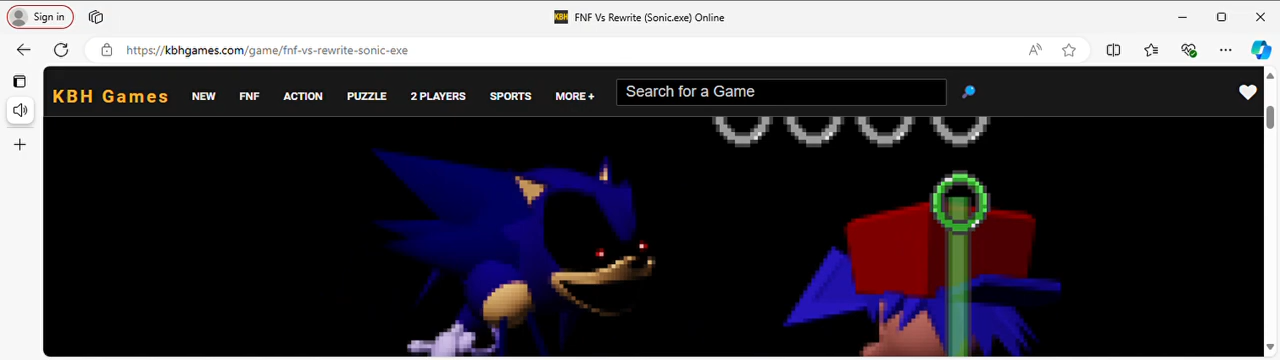 Sign in
FNF Vs Rewrite (Sonic.exe) Online
https://kbhgames.com/game/fnf-vs-rewrite-sonic-exe
KBH Games NEW FNF ACTION PUZZLE 2 PLAYERS SPORTS MORE + Search for a Game